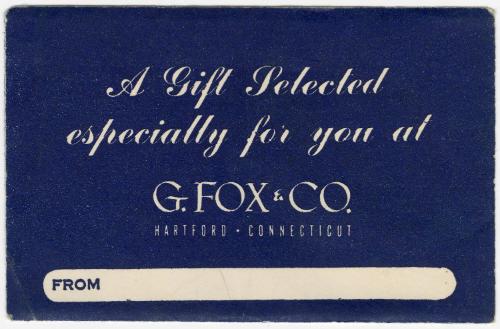 A Gift Selected
especially for you at
G. FOX & CO.
HARTFORD • CONNECTICUT
FROM